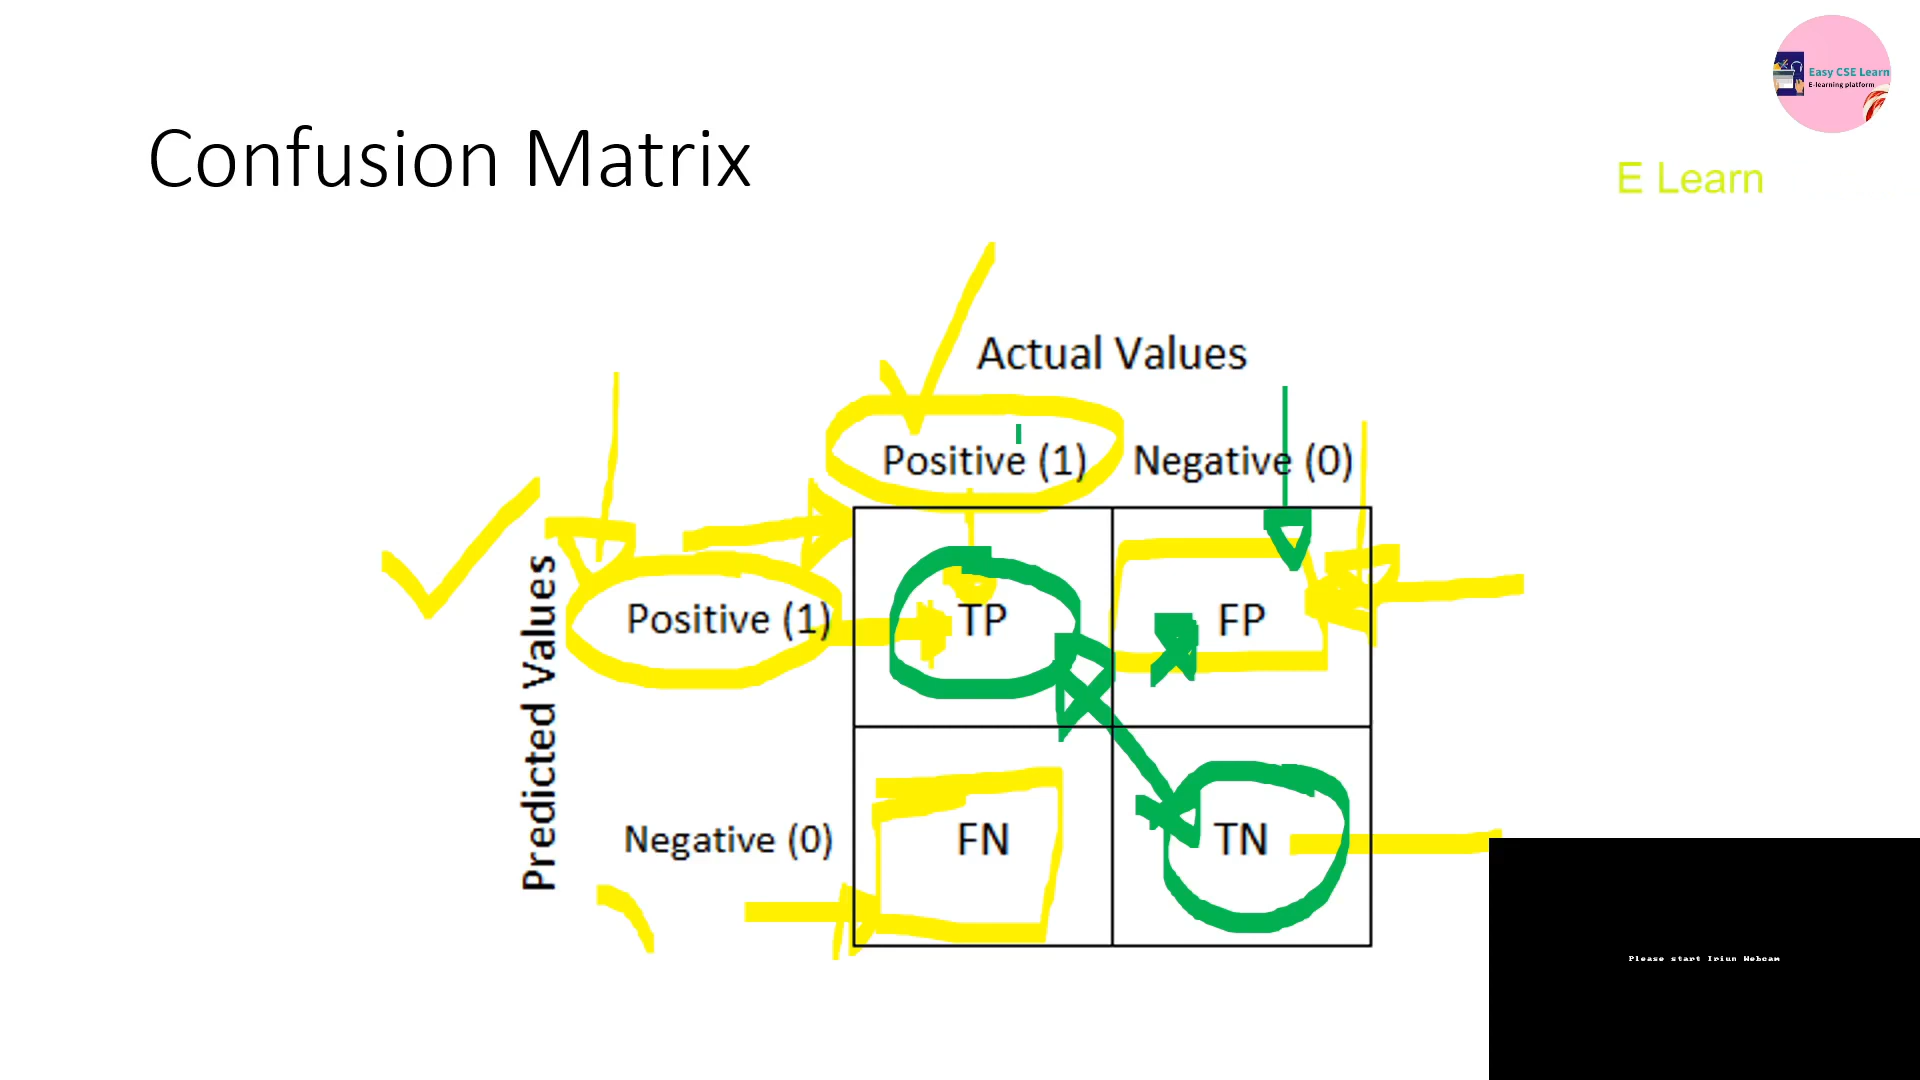 Easy CSE Learn
E-learning platform
Confusion Matrix
E Learn
Actual Values
Positive (1) Negative (0)
Predicted Values
Positive (1) TP FP
Negative (0) FN TN
Please start Iriun Webcam